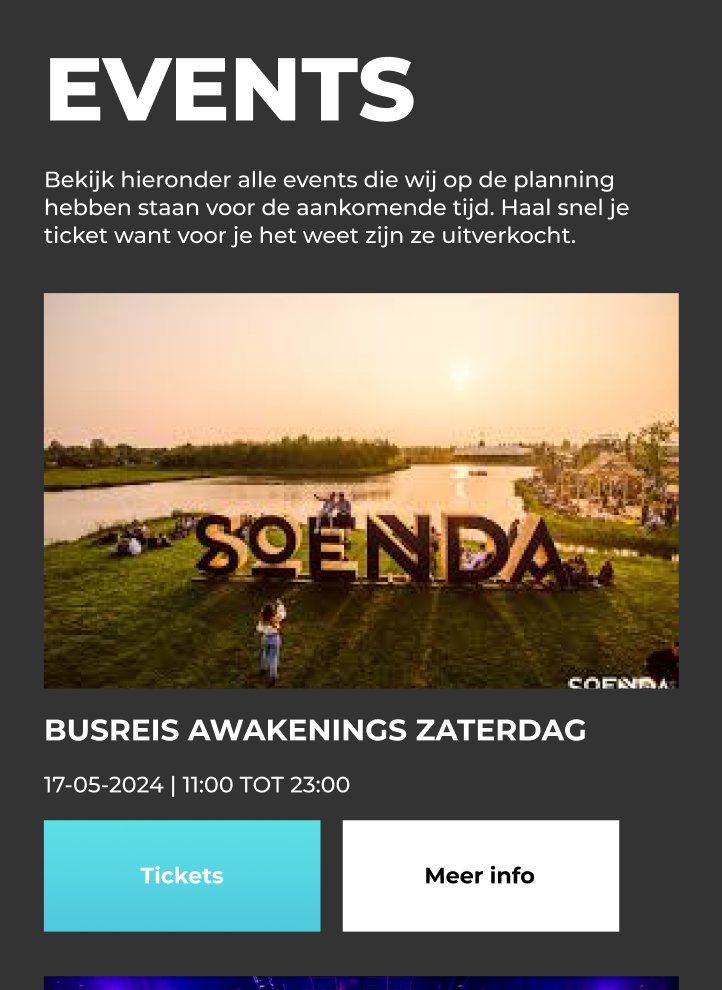 EVENTS
Bekijk hieronder alle events die wij op de planning
hebben staan voor de aankomende tijd. Haal snel je
ticket want voor je het weet zijn ze uitverkocht.
SOENDA
SOENDA
BUSREIS AWAKENINGS ZATERDAG
17-05-2024 | 11:00 TOT 23:00
Tickets
Meer info